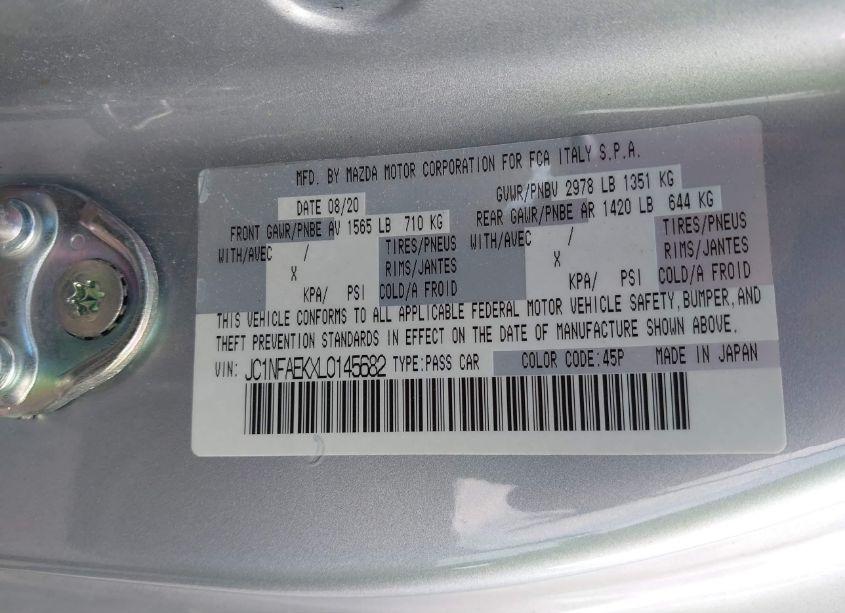 MFD. BY MAZDA MOTOR CORPORATION FOR FCA ITALY S.P.A.
DATE 08/20 GVWR/PNBV 2978 LB 1351 KG
FRONT GAWR/PNBE AV 1565 LB 710 KG REAR GAWR/PNBE AR 1420 LB 644 KG
WITH/AVEC / TIRES/PNEUS WITH/AVEC / TIRES/PNEUS
X RIMS/JANTES X RIMS/JANTES
KPA/ PSI COLD/A FROID KPA/ PSI COLD/A FROID
THIS VEHICLE CONFORMS TO ALL APPLICABLE FEDERAL MOTOR VEHICLE SAFETY, BUMPER, AND
THEFT PREVENTION STANDARDS IN EFFECT ON THE DATE OF MANUFACTURE SHOWN ABOVE.
VIN: JC1NFAEKXL0145682 TYPE:PASS CAR COLOR CODE:45P MADE IN JAPAN